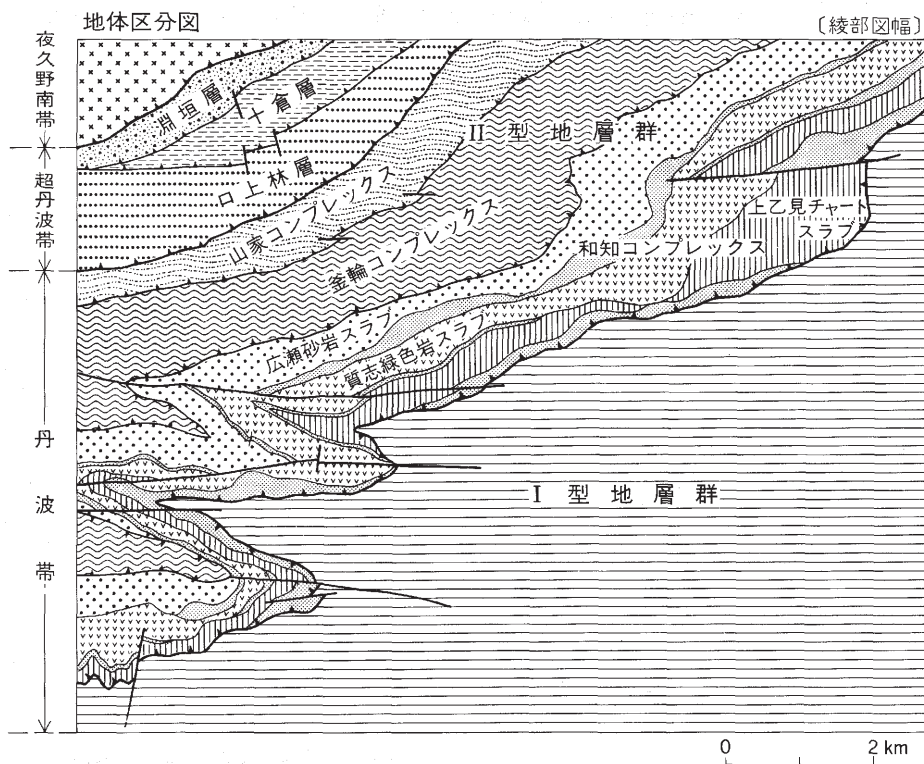 地体区分図
〔綾部図幅〕
夜久野南帯
超丹波帯
丹波帯
淵垣層
十倉層
口上林層
山家コンプレックス
釜輪コンプレックス
II 型地層群
上乙見チャート
スラブ
和知コンプレックス
広瀬砂岩スラブ
質志緑色岩スラブ
I 型地層群
0 2 km